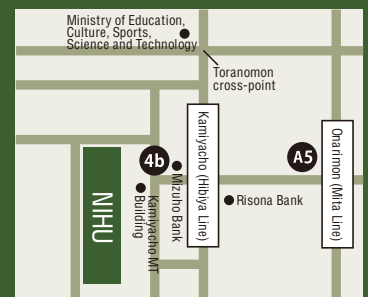 Ministry of Education,
Culture, Sports,
Science and Technology
Toranomon
cross-point
Kamiyacho (Hibiya Line)
Onarimon (Mita Line)
4b
A5
Mizuho Bank
Kamiyacho MT
Building
NIHU
Risona Bank